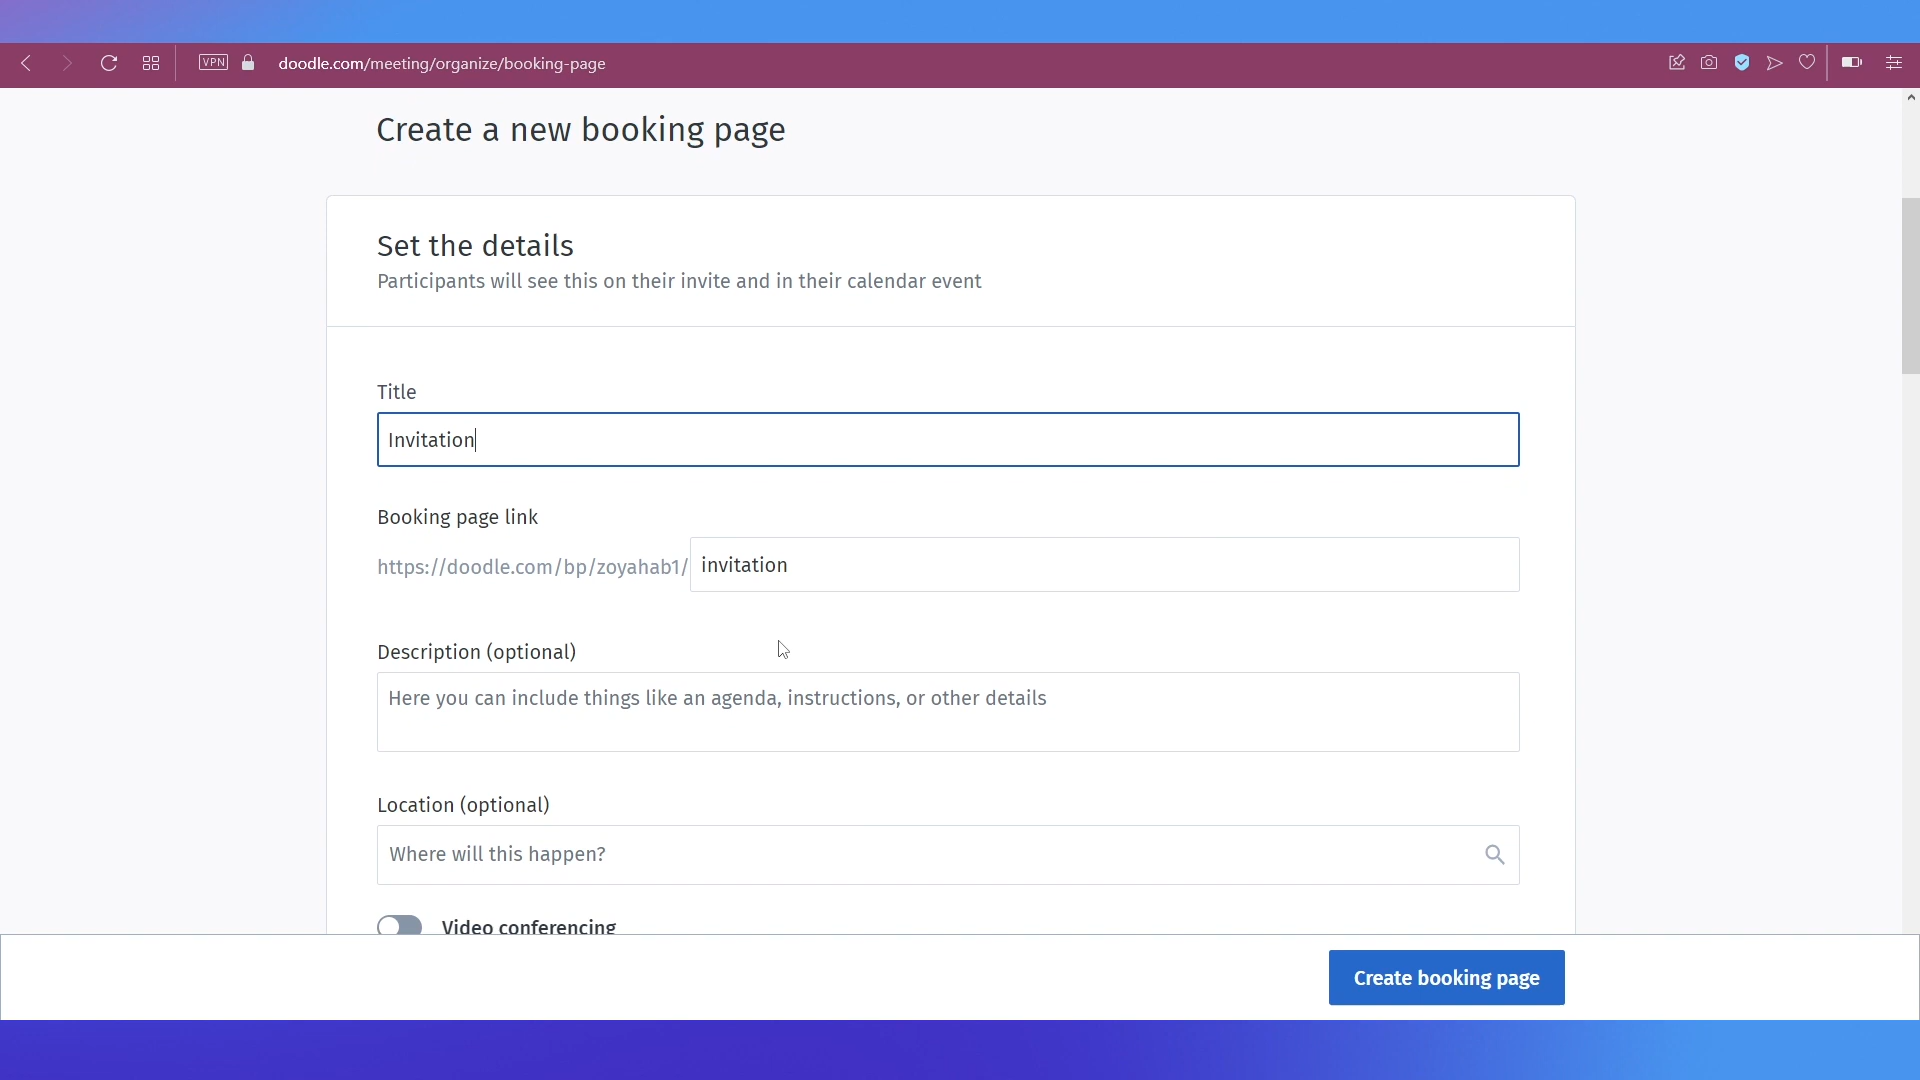 VPN
doodle.com/meeting/organize/booking-page
Create a new booking page
Set the details
Participants will see this on their invite and in their calendar event
Title
Invitation
Booking page link
https://doodle.com/bp/zoyahab1/ invitation
Description (optional)
Here you can include things like an agenda, instructions, or other details
Location (optional)
Where will this happen?
Video conferencing
Create booking page